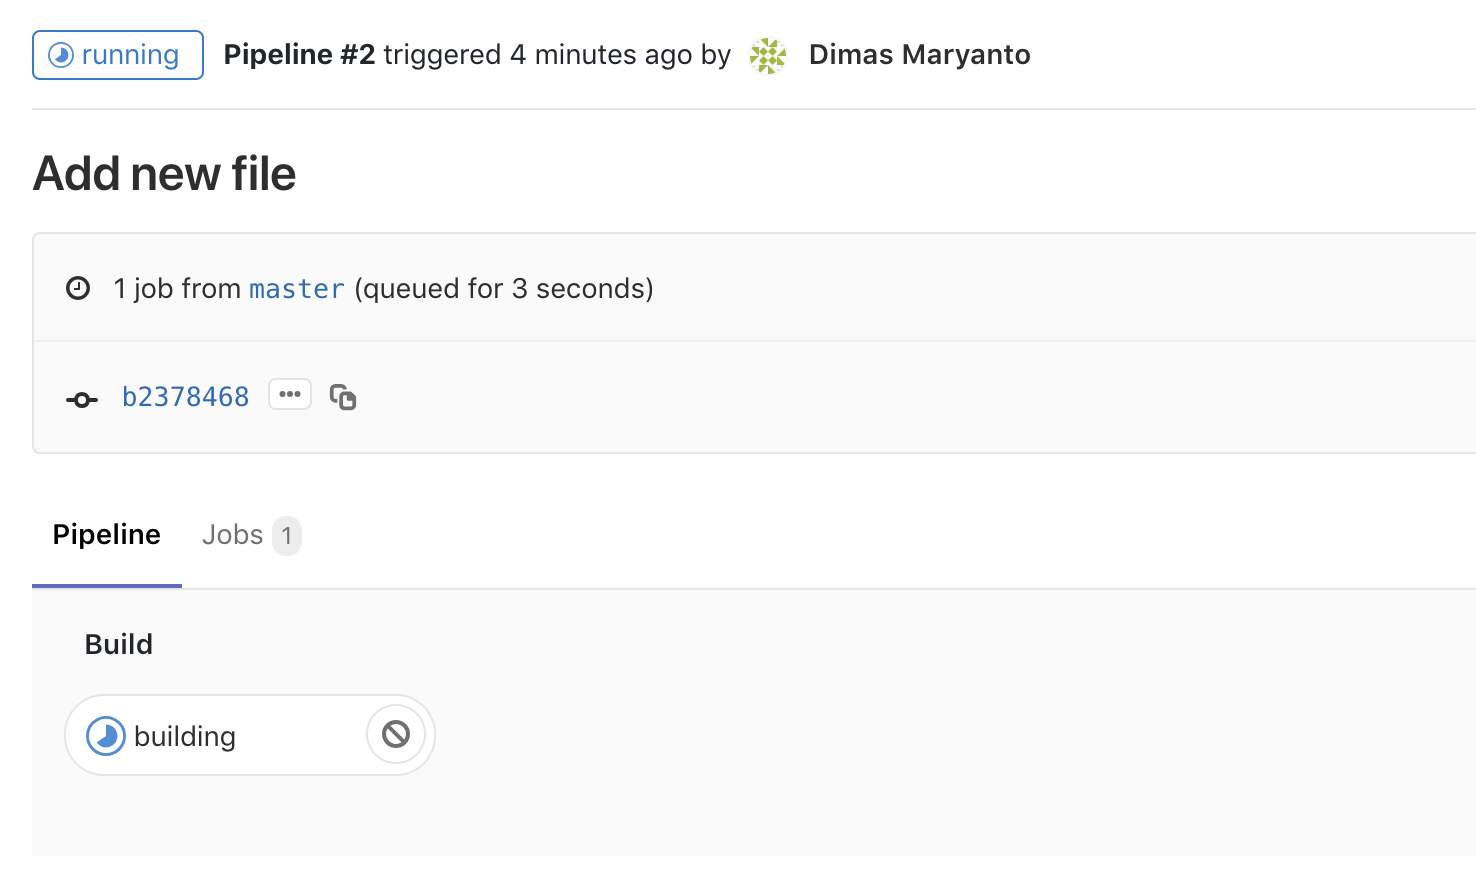 running Pipeline #2 triggered 4 minutes ago by Dimas Maryanto
Add new file
1 job from master (queued for 3 seconds)
b2378468
Pipeline Jobs 1
Build
building